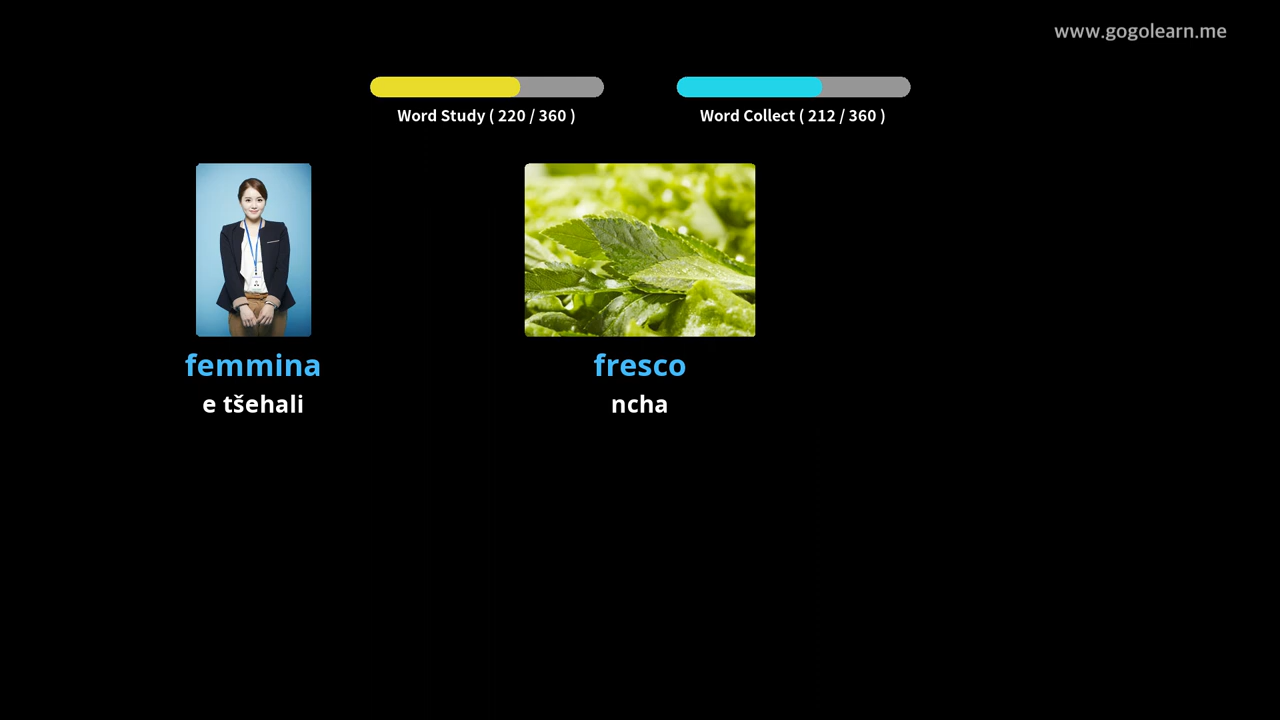 www.gogolearn.me
Word Study ( 220 / 360 )
Word Collect ( 212 / 360 )
femmina
e tšehali
fresco
ncha